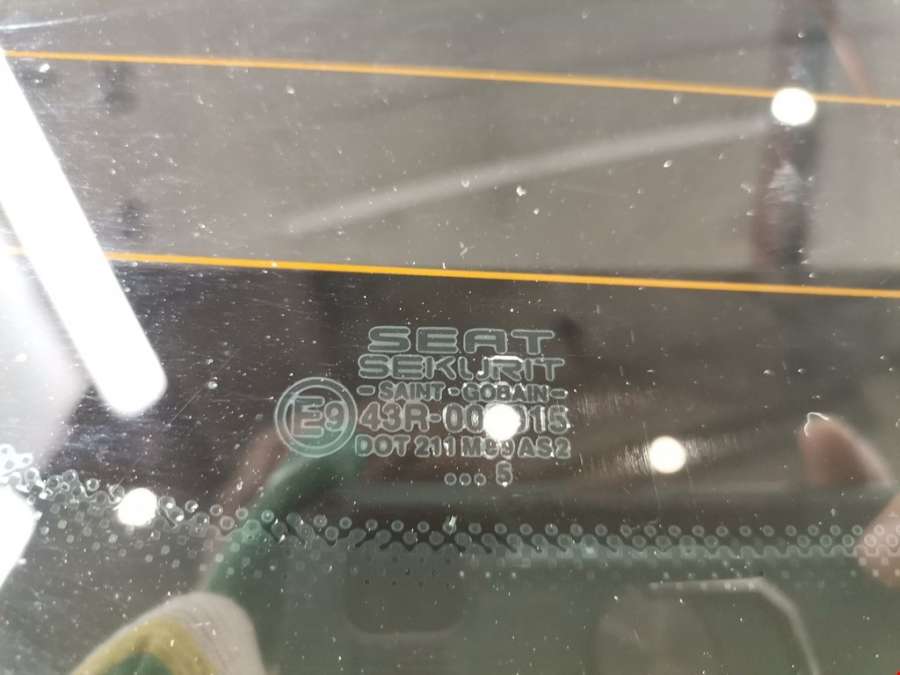 SEAT
SEKURIT
- SAINT - GOBAIN -
E9
DOT 211 AS2
... 5